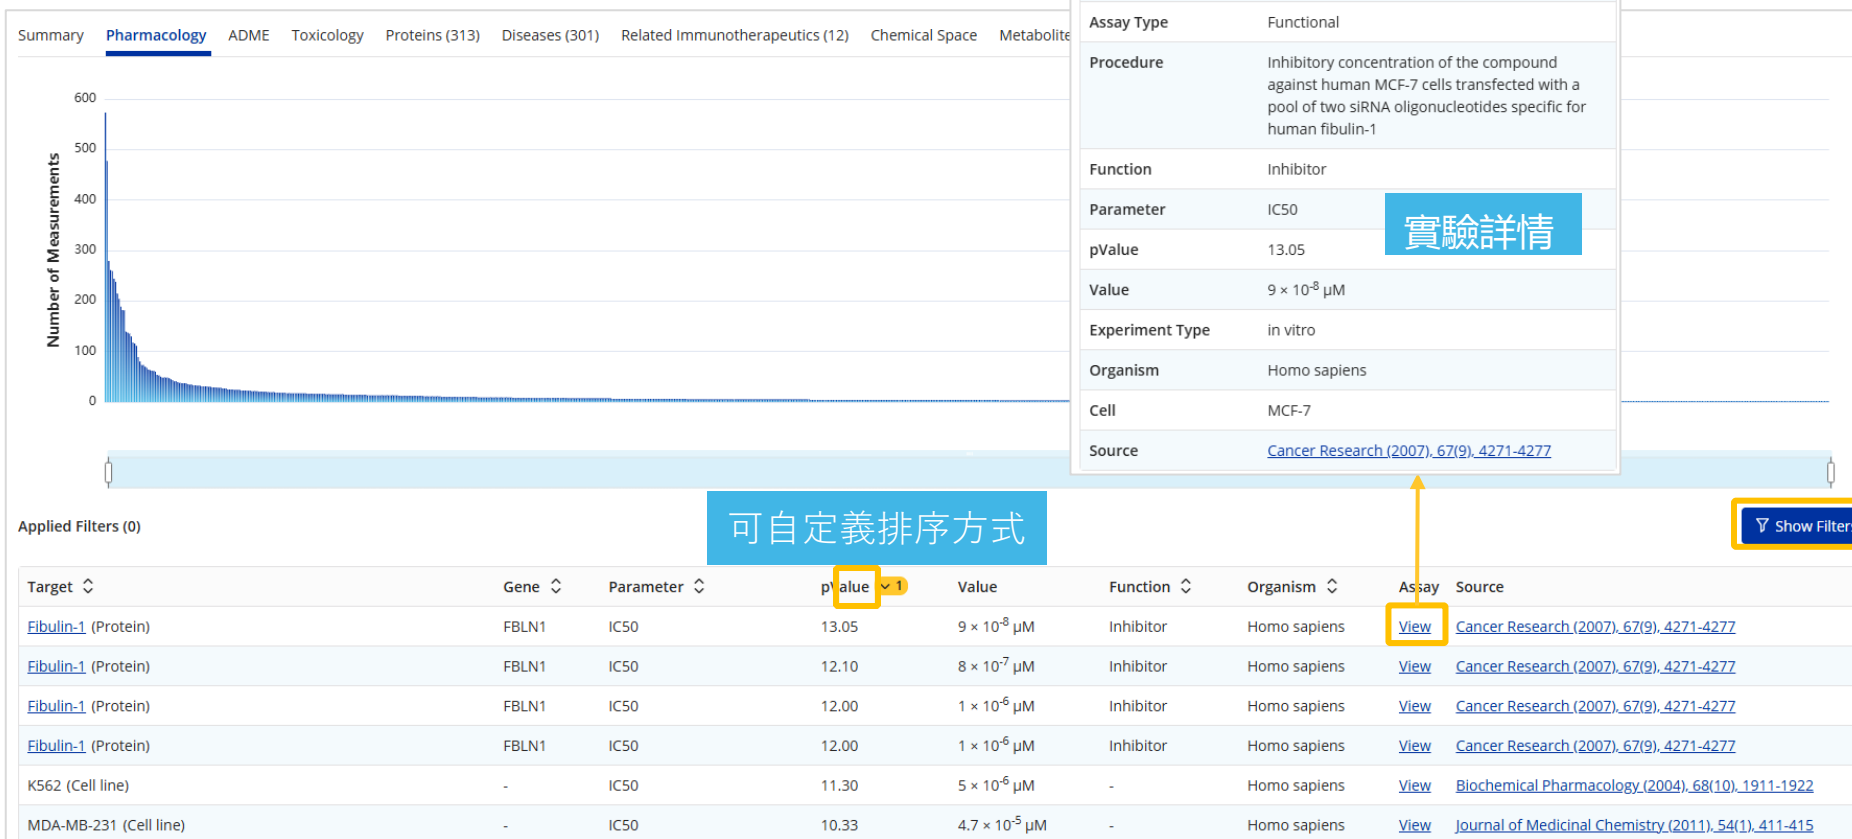 Summary Pharmacology ADME Toxicology Proteins (313) Diseases (301) Related Immunotherapeutics (12) Chemical Space Metabolite
Assay Type Functional
Procedure Inhibitory concentration of the compound
against human MCF-7 cells transfected with a
pool of two siRNA oligonucleotides specific for
human fibulin-1
Function Inhibitor
Parameter IC50
pValue 13.05
Value 9 × 10⁻⁸ µM
Experiment Type in vitro
Organism Homo sapiens
Cell MCF-7
Source Cancer Research (2007), 67(9), 4271-4277
實驗詳情
Number of Measurements
600
500
400
300
200
100
0
可自定義排序方式
Applied Filters (0)
Show Filters
Target Gene Parameter pValue 1 Value Function Organism Assay Source
Fibulin-1 (Protein) FBLN1 IC50 13.05 9 × 10⁻⁸ µM Inhibitor Homo sapiens View Cancer Research (2007), 67(9), 4271-4277
Fibulin-1 (Protein) FBLN1 IC50 12.10 8 × 10⁻⁷ µM Inhibitor Homo sapiens View Cancer Research (2007), 67(9), 4271-4277
Fibulin-1 (Protein) FBLN1 IC50 12.00 1 × 10⁻⁶ µM Inhibitor Homo sapiens View Cancer Research (2007), 67(9), 4271-4277
Fibulin-1 (Protein) FBLN1 IC50 12.00 1 × 10⁻⁶ µM Inhibitor Homo sapiens View Cancer Research (2007), 67(9), 4271-4277
K562 (Cell line) - IC50 11.30 5 × 10⁻⁶ µM - Homo sapiens View Biochemical Pharmacology (2004), 68(10), 1911-1922
MDA-MB-231 (Cell line) - IC50 10.33 4.7 × 10⁻⁵ µM - Homo sapiens View Journal of Medicinal Chemistry (2011), 54(1), 411-415